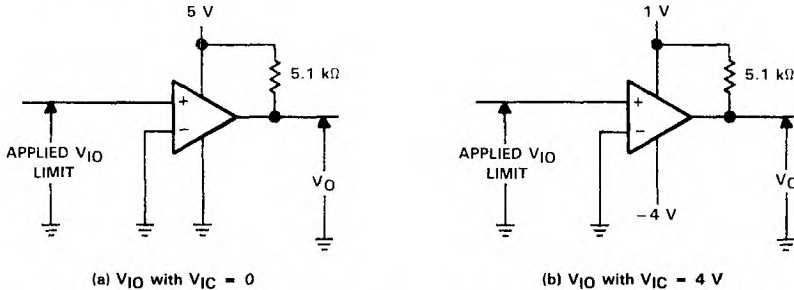 5 V
5.1 kΩ
+
−
APPLIED VIO
LIMIT
VO
(a) VIO with VIC = 0
1 V
5.1 kΩ
+
−
APPLIED VIO
LIMIT
−4 V
VO
(b) VIO with VIC = 4 V